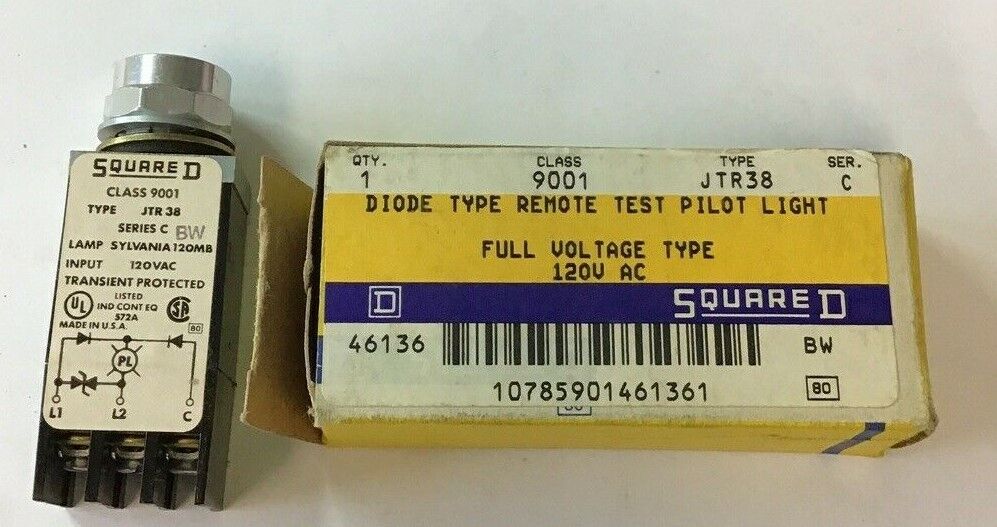 SQUARE D
CLASS 9001
TYPE JTR 38
SERIES C BW
LAMP SYLVANIA 120MB
INPUT 120VAC
TRANSIENT PROTECTED
UL LISTED SA
IND CONT EQ
572A
MADE IN U.S.A. 80
PL
L1 L2 C
QTY. CLASS TYPE SER.
1 9001 JTR38 C
DIODE TYPE REMOTE TEST PILOT LIGHT
FULL VOLTAGE TYPE
120V AC
D SQUARE D
46136 BW
10785901461361 80